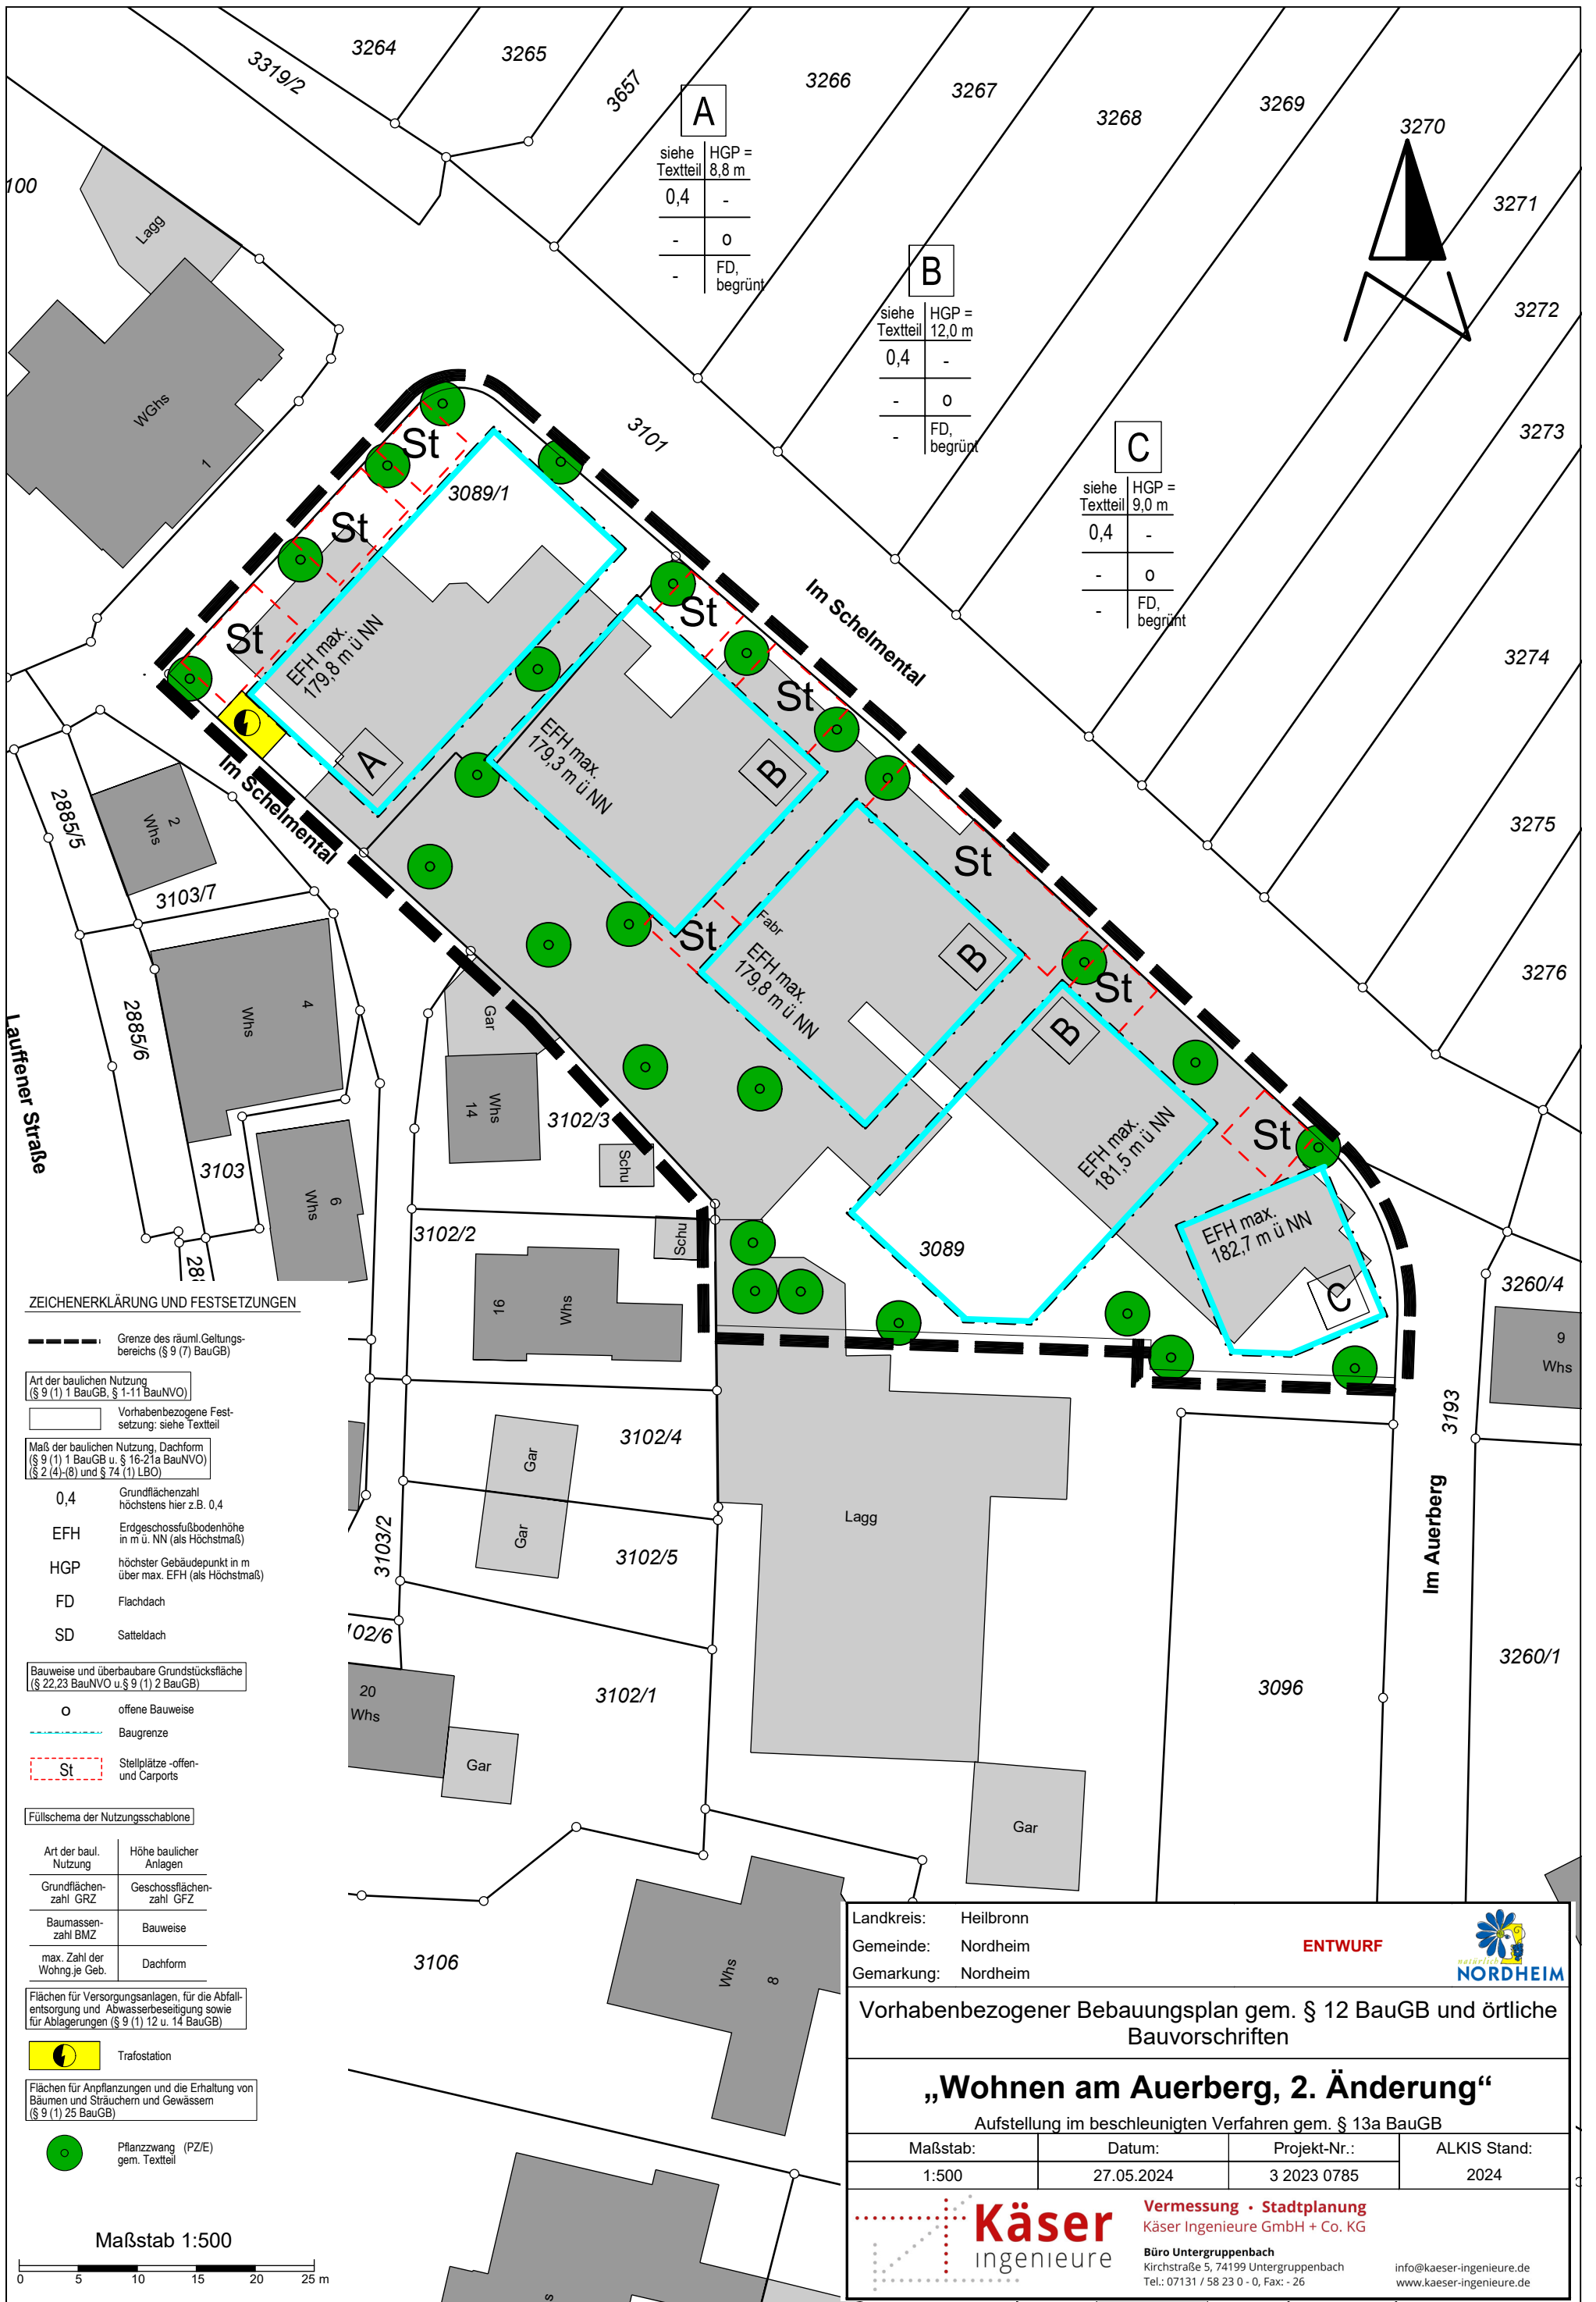 3264
3265
3319/2
3657
3266
3267
3268
3269
3270
3271
3272
3273
3274
3275
3276
100
Lagg
WGhs
1
A
siehe Textteil HGP = 8,8 m
0,4 -
- o
- FD, begrünt
B
siehe Textteil HGP = 12,0 m
0,4 -
- o
- FD, begrünt
C
siehe Textteil HGP = 9,0 m
0,4 -
- o
- FD, begrünt
3101
3089/1
St
St
St
St
St
St
St
St
St
Im Schelmental
Im Schelmental
EFH max.
179,8 m ü NN
A
EFH max.
179,3 m ü NN
B
Fabr
EFH max.
179,8 m ü NN
B
EFH max.
181,5 m ü NN
B
EFH max.
182,7 m ü NN
C
3089
2885/5
2
Whs
3103/7
4
Whs
2885/6
Lauffener Straße
3103
6
Whs
Gar
Whs
14
3102/3
Schu
3102/2
Schu
16
Whs
3102/4
Gar
Gar
3102/5
3103/2
102/6
20
Whs
3102/1
Gar
Lagg
Gar
3096
Im Auerberg
3193
3260/4
9
Whs
3260/1
3106
Whs
8
ZEICHENERKLÄRUNG UND FESTSETZUNGEN
Grenze des räuml.Geltungs-
bereichs (§ 9 (7) BauGB)
Art der baulichen Nutzung
(§ 9 (1) 1 BauGB, § 1-11 BauNVO)
Vorhabenbezogene Fest-
setzung: siehe Textteil
Maß der baulichen Nutzung, Dachform
(§ 9 (1) 1 BauGB u. § 16-21a BauNVO)
(§ 2 (4)-(8) und § 74 (1) LBO)
0,4 Grundflächenzahl
höchstens hier z.B. 0,4
EFH Erdgeschossfußbodenhöhe
in m ü. NN (als Höchstmaß)
HGP höchster Gebäudepunkt in m
über max. EFH (als Höchstmaß)
FD Flachdach
SD Satteldach
Bauweise und überbaubare Grundstücksfläche
(§ 22,23 BauNVO u.§ 9 (1) 2 BauGB)
o offene Bauweise
Baugrenze
St Stellplätze -offen-
und Carports
Füllschema der Nutzungsschablone
Art der baul. Nutzung Höhe baulicher Anlagen
Grundflächen-
zahl GRZ Geschossflächen-
zahl GFZ
Baumassen-
zahl BMZ Bauweise
max. Zahl der
Wohng.je Geb. Dachform
Flächen für Versorgungsanlagen, für die Abfall-
entsorgung und Abwasserbeseitigung sowie
für Ablagerungen (§ 9 (1) 12 u. 14 BauGB)
Trafostation
Flächen für Anpflanzungen und die Erhaltung von
Bäumen und Sträuchern und Gewässern
(§ 9 (1) 25 BauGB)
Pflanzzwang (PZ/E)
gem. Textteil
Maßstab 1:500
0 5 10 15 20 25 m
Landkreis: Heilbronn
Gemeinde: Nordheim
Gemarkung: Nordheim
ENTWURF
natürlich
NORDHEIM
Vorhabenbezogener Bebauungsplan gem. § 12 BauGB und örtliche
Bauvorschriften
„Wohnen am Auerberg, 2. Änderung“
Aufstellung im beschleunigten Verfahren gem. § 13a BauGB
Maßstab: Datum: Projekt-Nr.: ALKIS Stand:
1:500 27.05.2024 3 2023 0785 2024
Käser
ingenieure
Vermessung • Stadtplanung
Käser Ingenieure GmbH + Co. KG
Büro Untergruppenbach
Kirchstraße 5, 74199 Untergruppenbach
Tel.: 07131 / 58 23 0 - 0, Fax: - 26
info@kaeser-ingenieure.de
www.kaeser-ingenieure.de